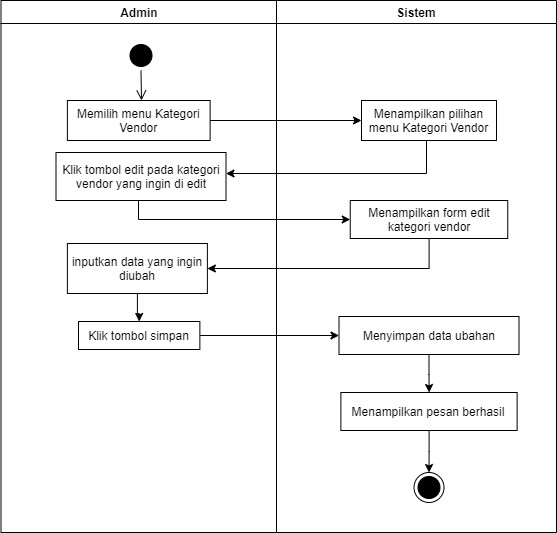 Admin
Sistem
Memilih menu Kategori
Vendor
Menampilkan pilihan
menu Kategori Vendor
Klik tombol edit pada kategori
vendor yang ingin di edit
Menampilkan form edit
kategori vendor
inputkan data yang ingin
diubah
Klik tombol simpan
Menyimpan data ubahan
Menampilkan pesan berhasil